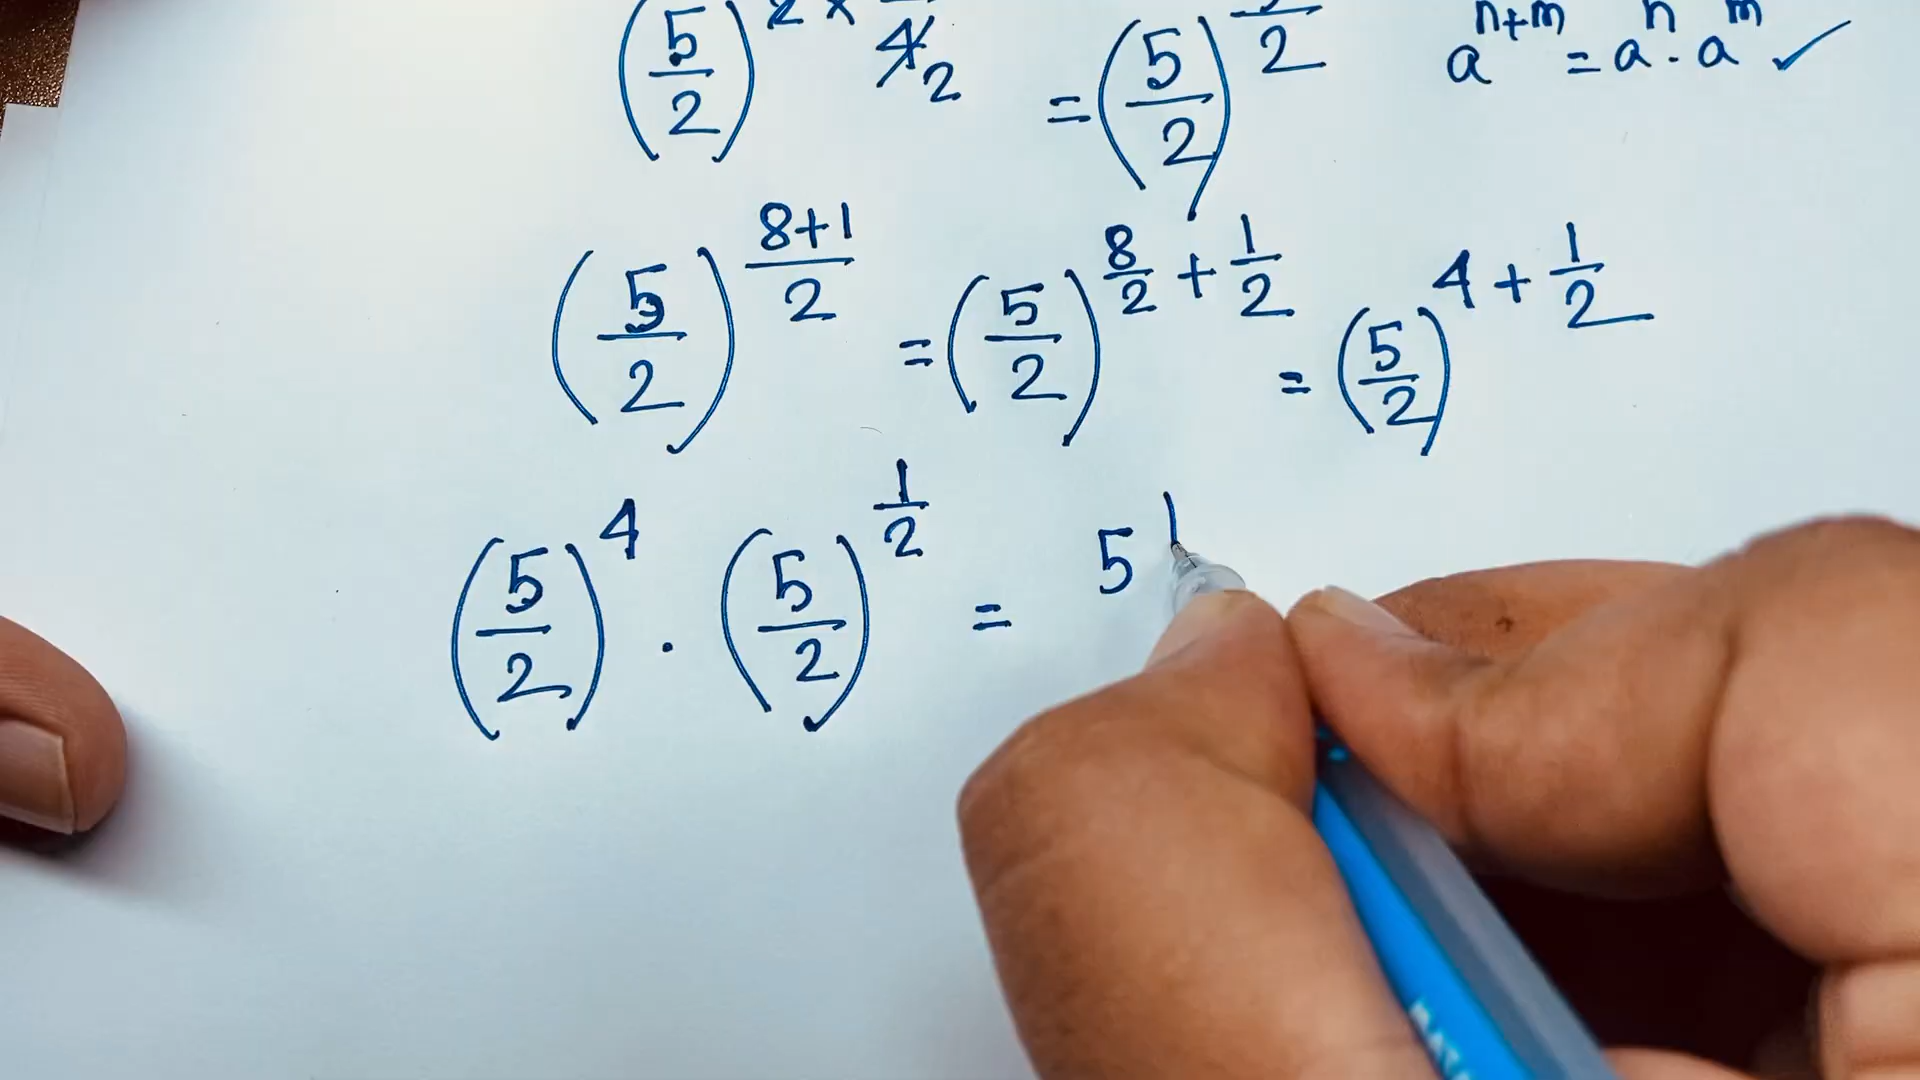 (5/2)^2× 4 2 = (5/2)^ /2 a^n+m = a^n . a^m ✓
(5/2)^(8+1)/2 = (5/2)^8/2 + 1/2 = (5/2)^4 + 1/2
(5/2)^4 . (5/2)^1/2 = 5